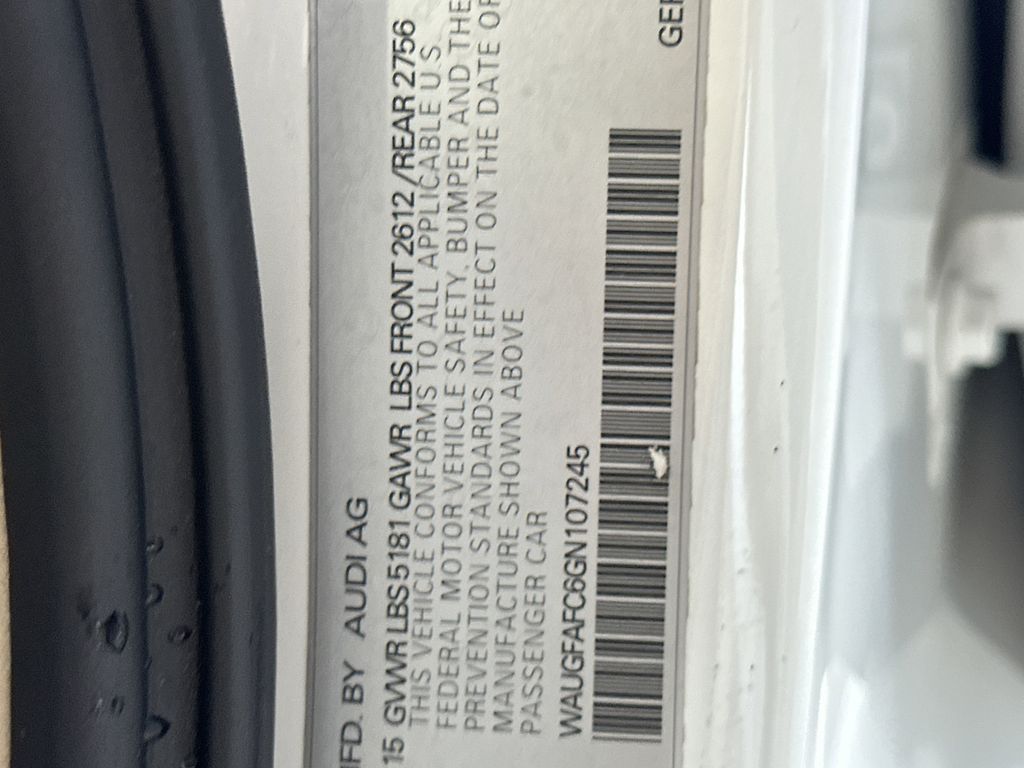 MFD. BY AUDI AG
15 GVWR LBS 5181 GAWR LBS FRONT 2612 /REAR 2756
THIS VEHICLE CONFORMS TO ALL APPLICABLE U.S.
FEDERAL MOTOR VEHICLE SAFETY, BUMPER AND THE
PREVENTION STANDARDS IN EFFECT ON THE DATE OF
MANUFACTURE SHOWN ABOVE
PASSENGER CAR
WAUGFAFC6GN107245
GER